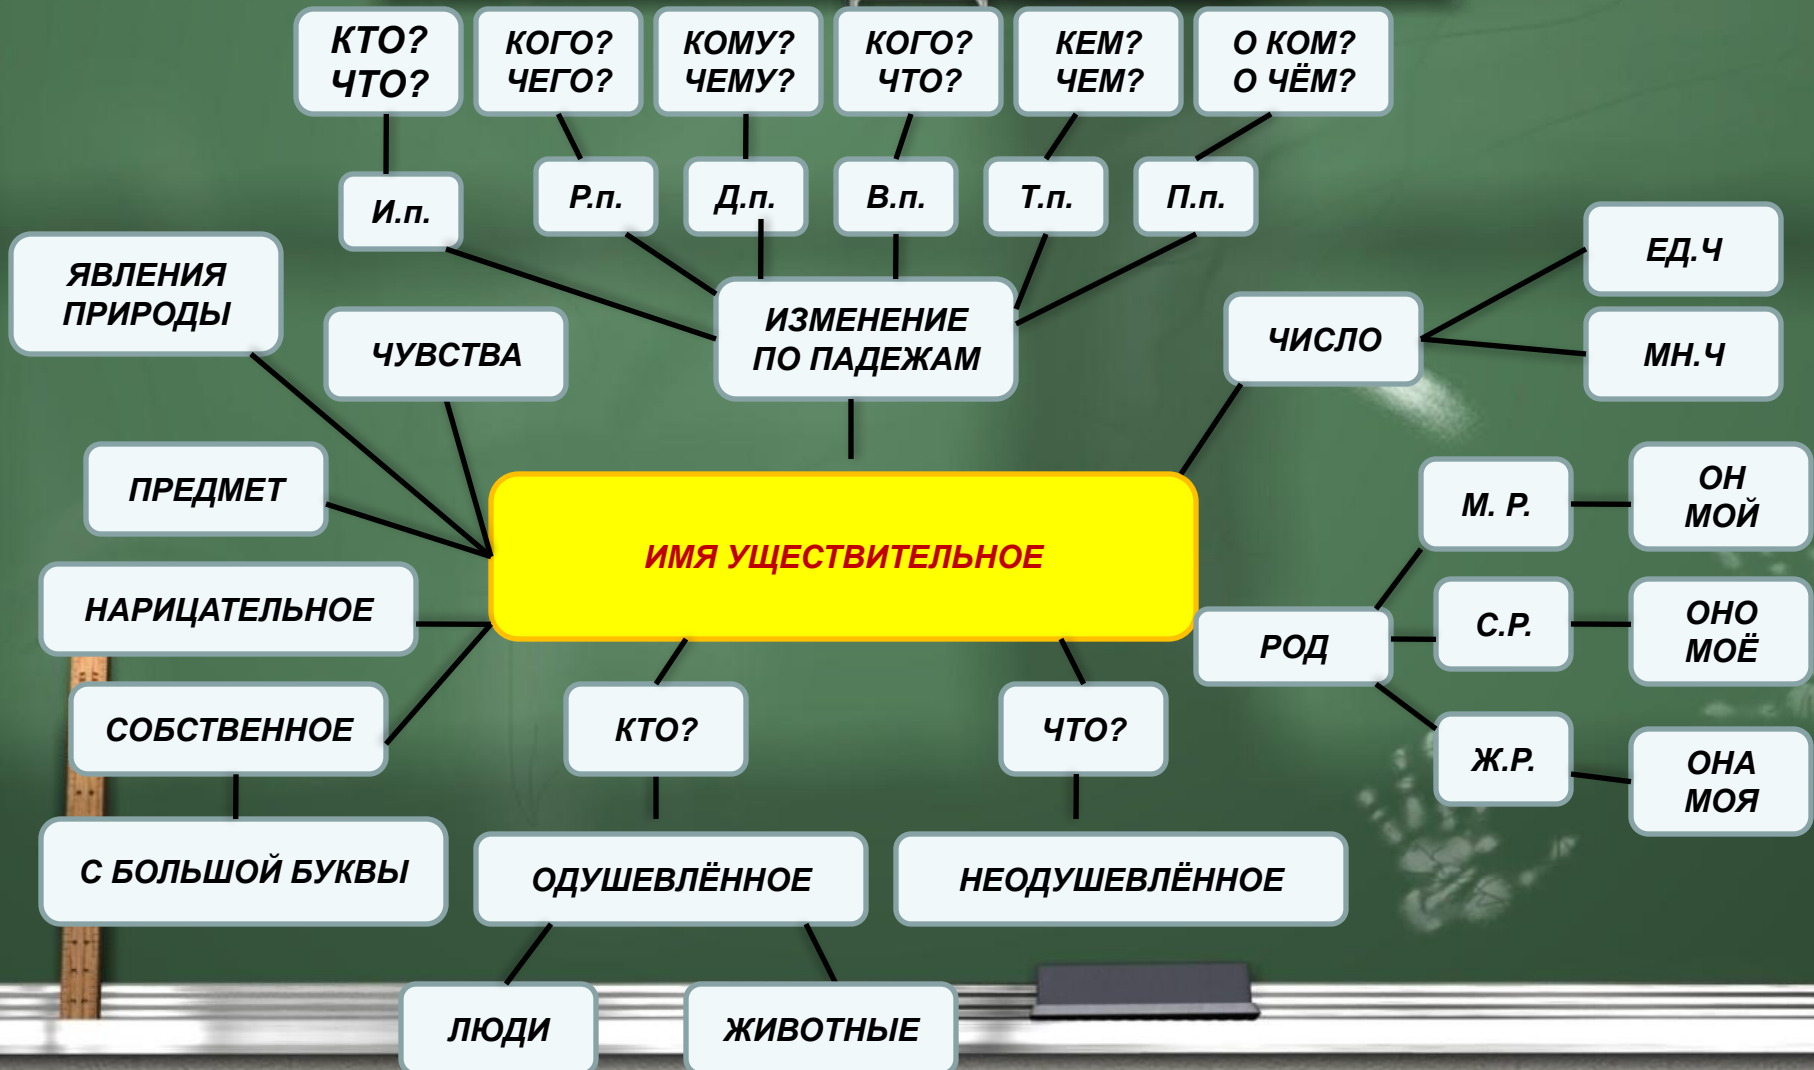 КТО?
ЧТО?
КОГО?
ЧЕГО?
КОМУ?
ЧЕМУ?
КОГО?
ЧТО?
КЕМ?
ЧЕМ?
О КОМ?
О ЧЁМ?
И.п.
Р.п.
Д.п.
В.п.
Т.п.
П.п.
ЯВЛЕНИЯ
ПРИРОДЫ
ЧУВСТВА
ИЗМЕНЕНИЕ
ПО ПАДЕЖАМ
ЧИСЛО
ЕД.Ч
МН.Ч
ПРЕДМЕТ
ИМЯ УЩЕСТВИТЕЛЬНОЕ
М. Р.
ОН
МОЙ
НАРИЦАТЕЛЬНОЕ
РОД
С.Р.
ОНО
МОЁ
СОБСТВЕННОЕ
КТО?
ЧТО?
Ж.Р.
ОНА
МОЯ
С БОЛЬШОЙ БУКВЫ
ОДУШЕВЛЁННОЕ
НЕОДУШЕВЛЁННОЕ
ЛЮДИ
ЖИВОТНЫЕ